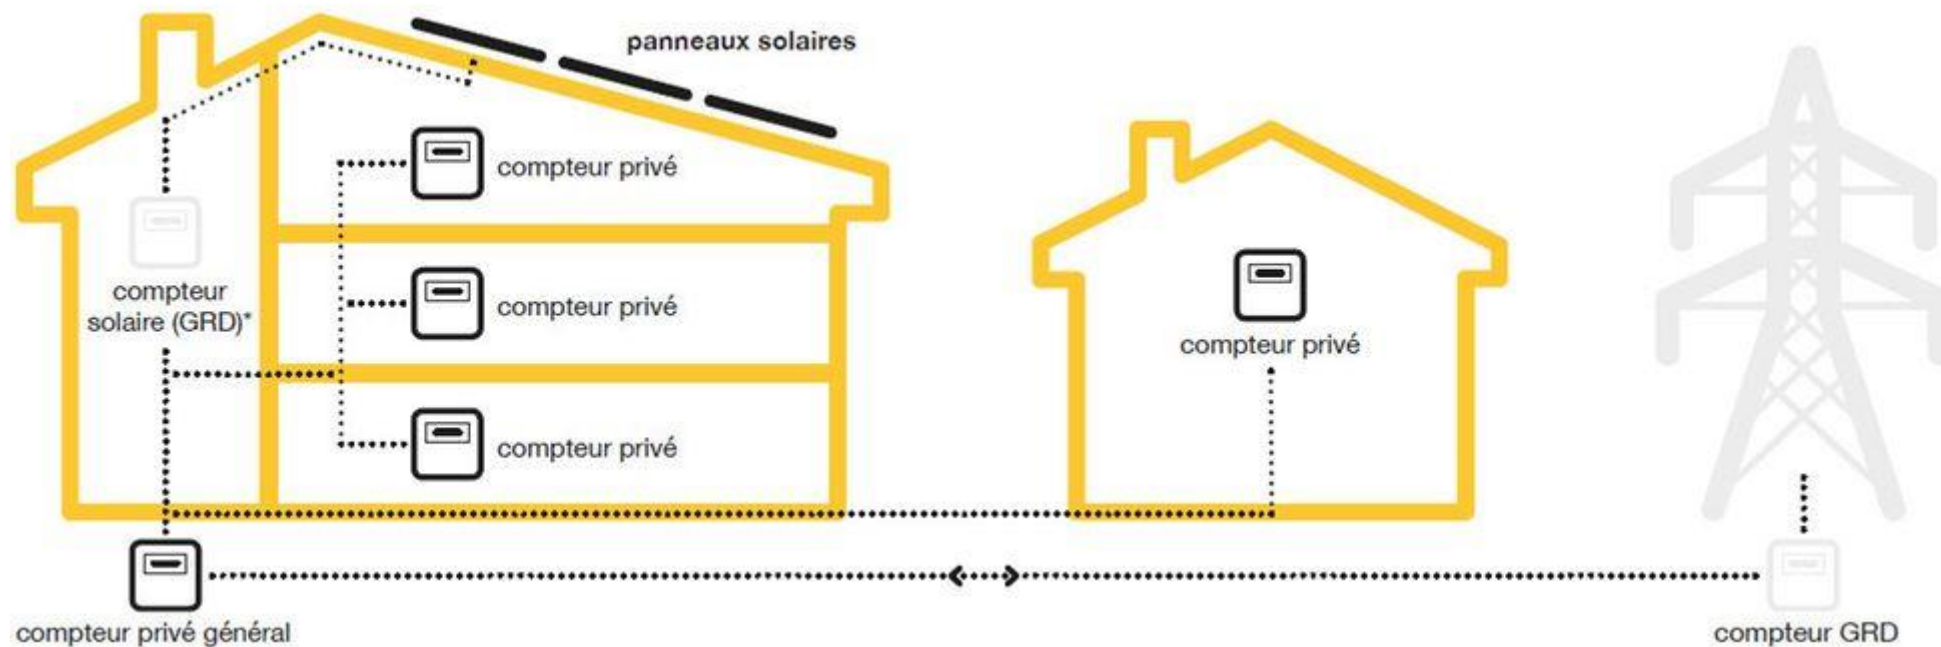 panneaux solaires
compteur privé
compteur
solaire (GRD)*
compteur privé
compteur privé
compteur privé
compteur privé général
compteur GRD